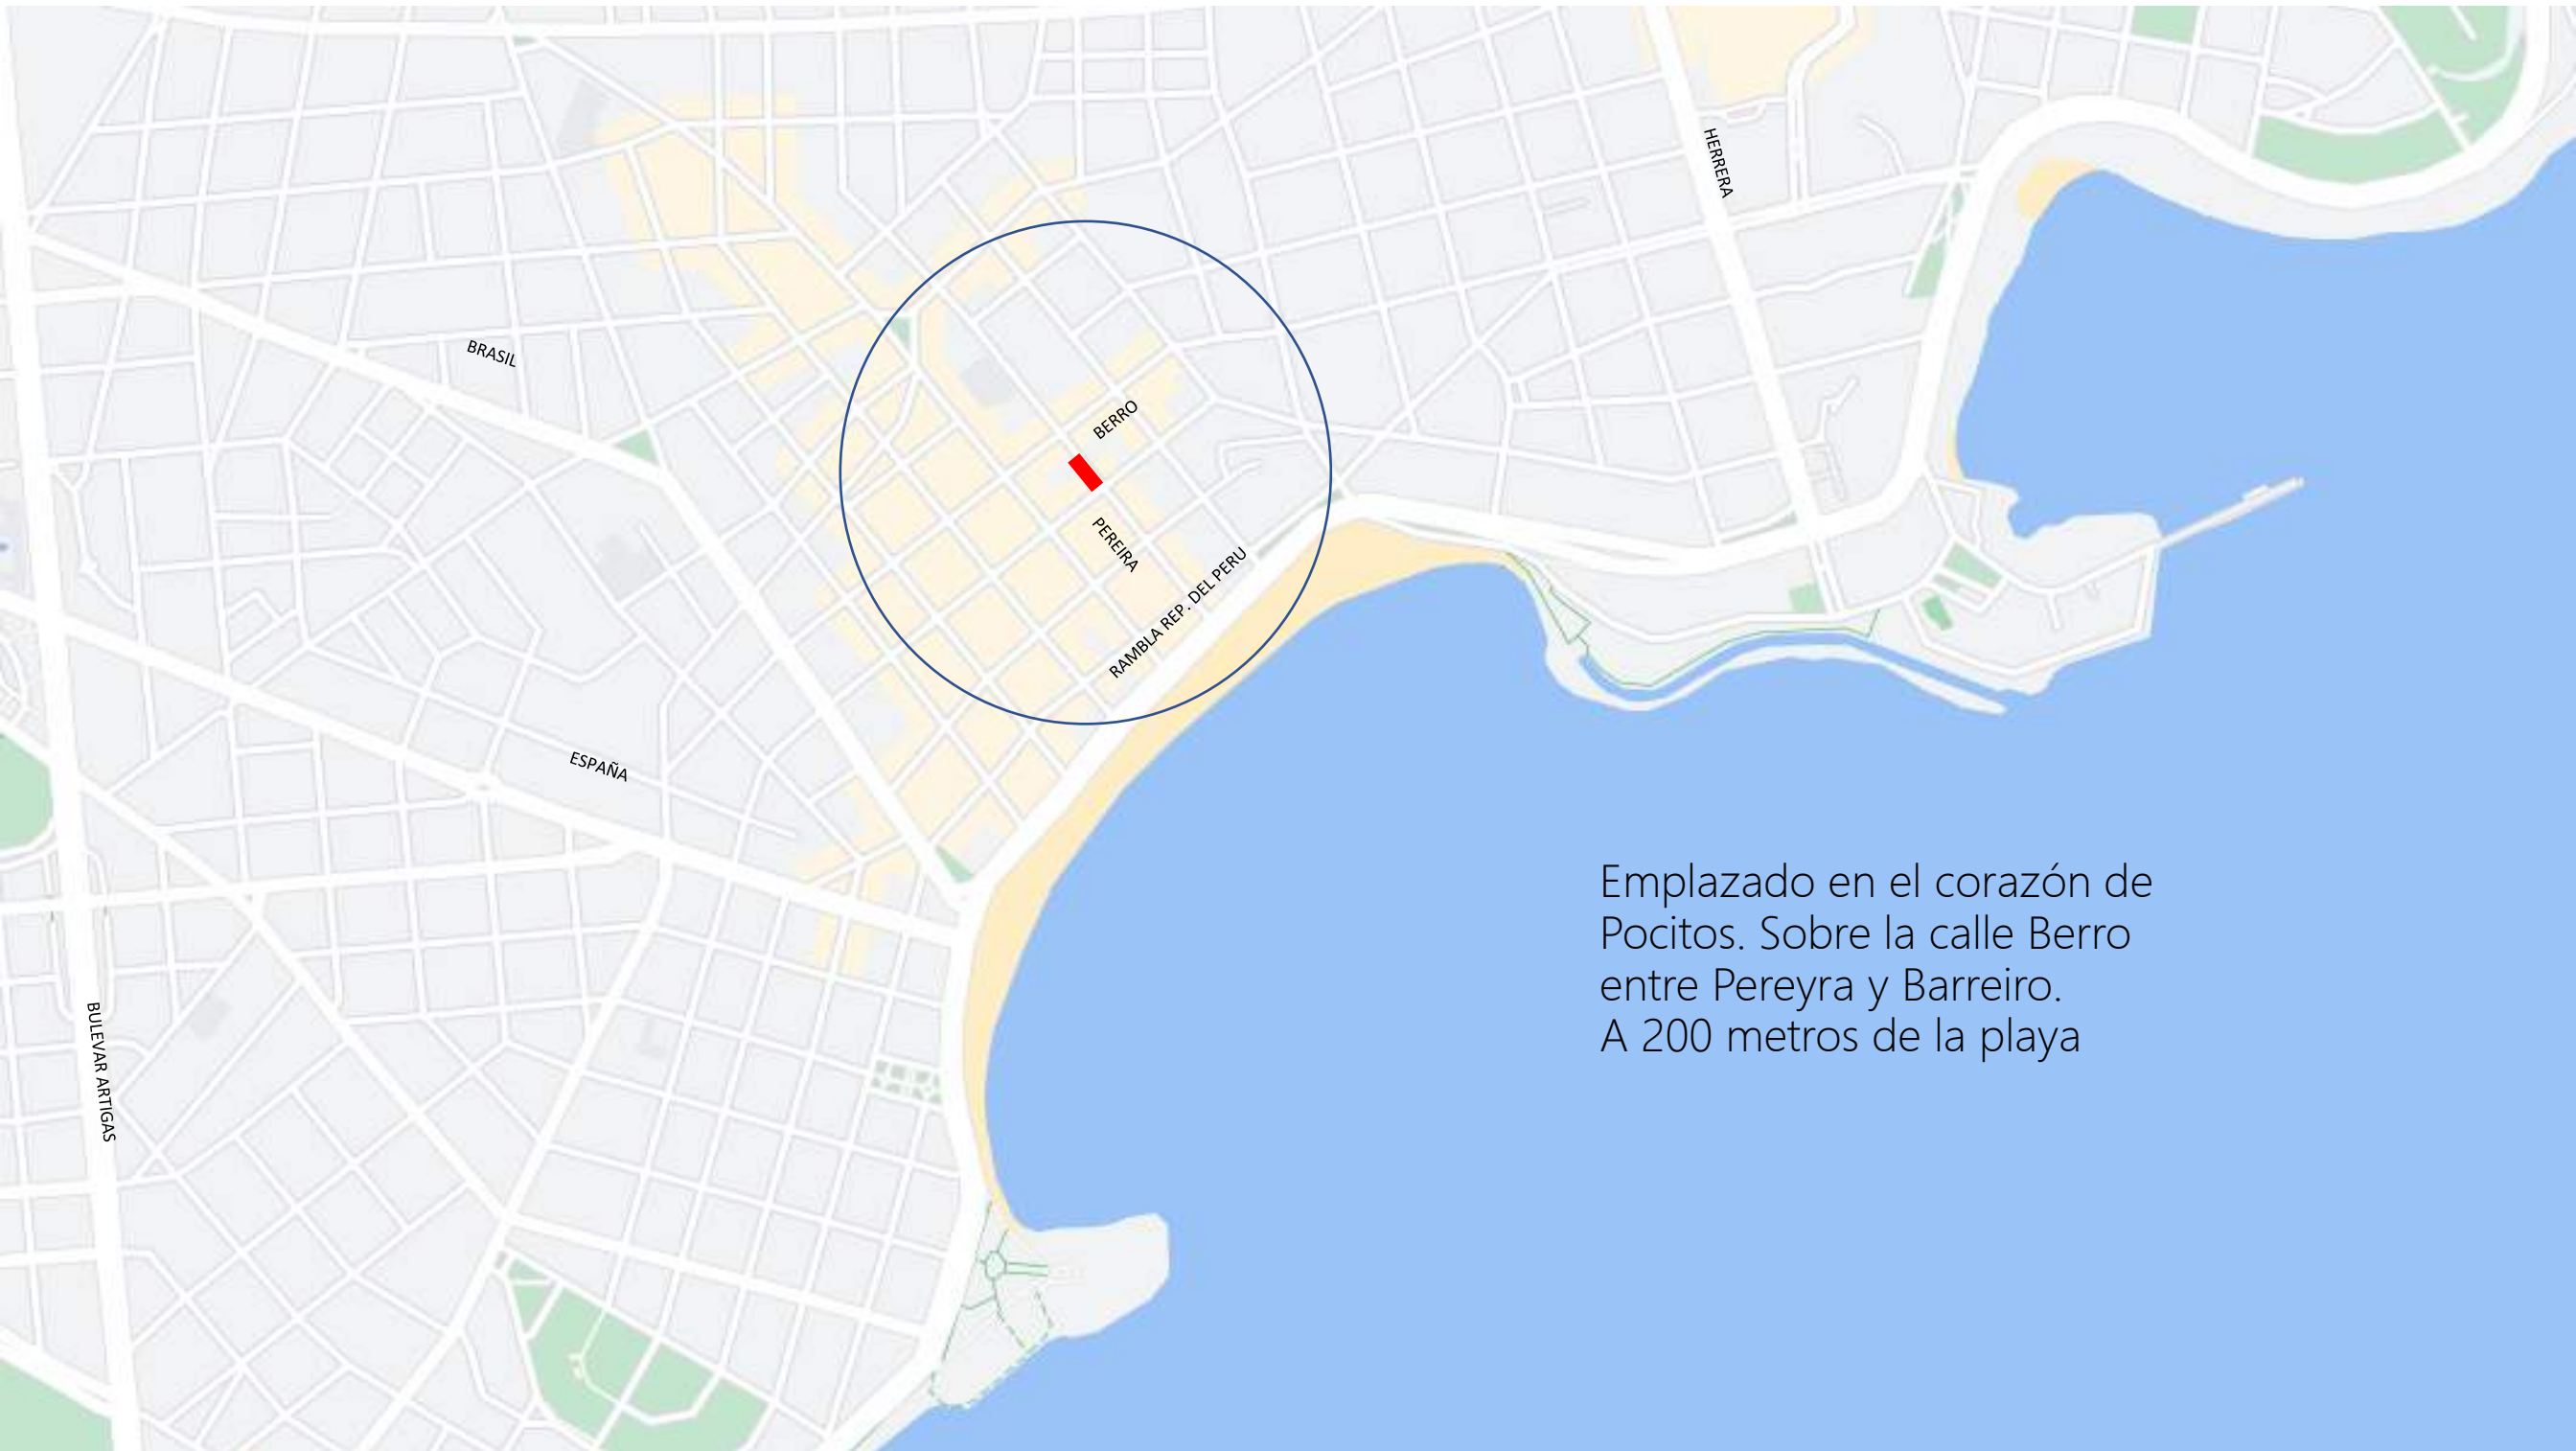 HERRERA
BRASIL
BERRO
PEREIRA
RAMBLA REP. DEL PERU
ESPAÑA
BULEVAR ARTIGAS
Emplazado en el corazón de
Pocitos. Sobre la calle Berro
entre Pereyra y Barreiro.
A 200 metros de la playa